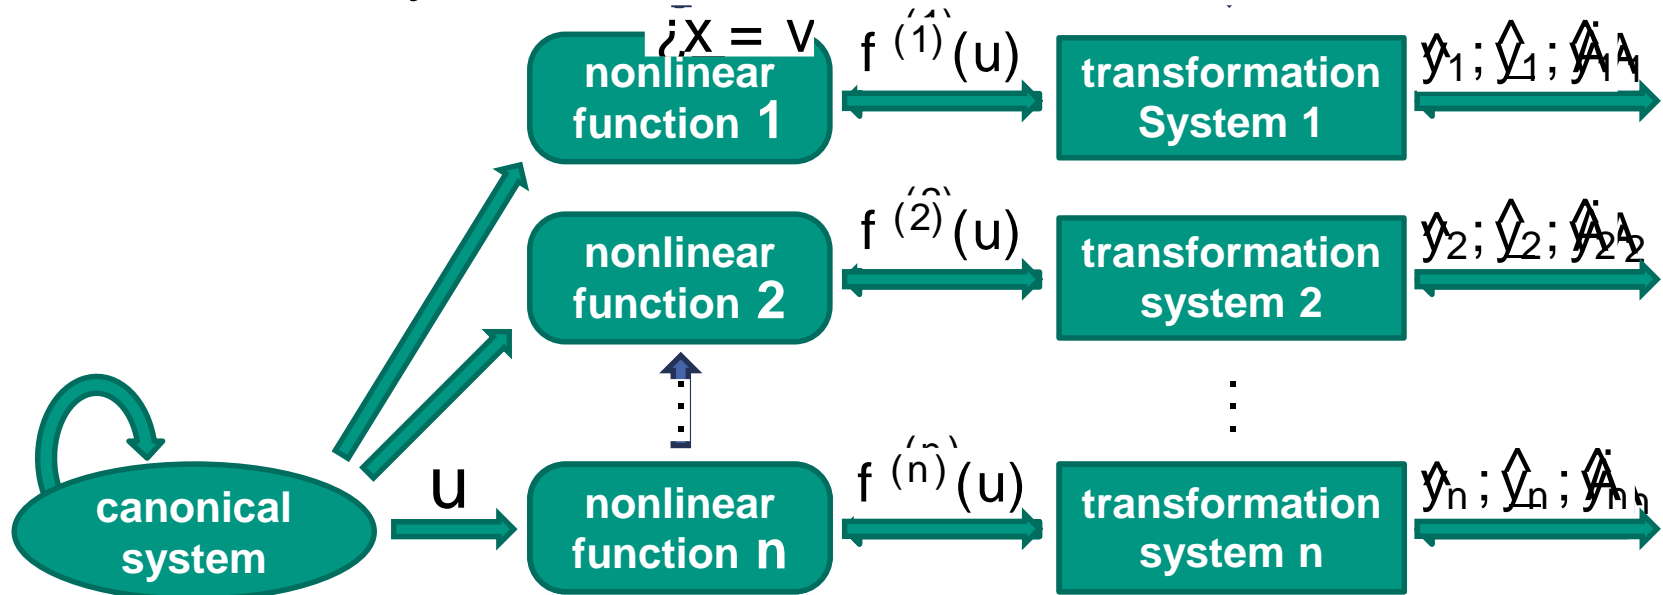 ¿x = v
nonlinear
function 1
f (1)(u)
transformation
System 1
nonlinear
function 2
f (2)(u)
transformation
system 2
canonical
system
u
nonlinear
function n
f (n)(u)
transformation
system n